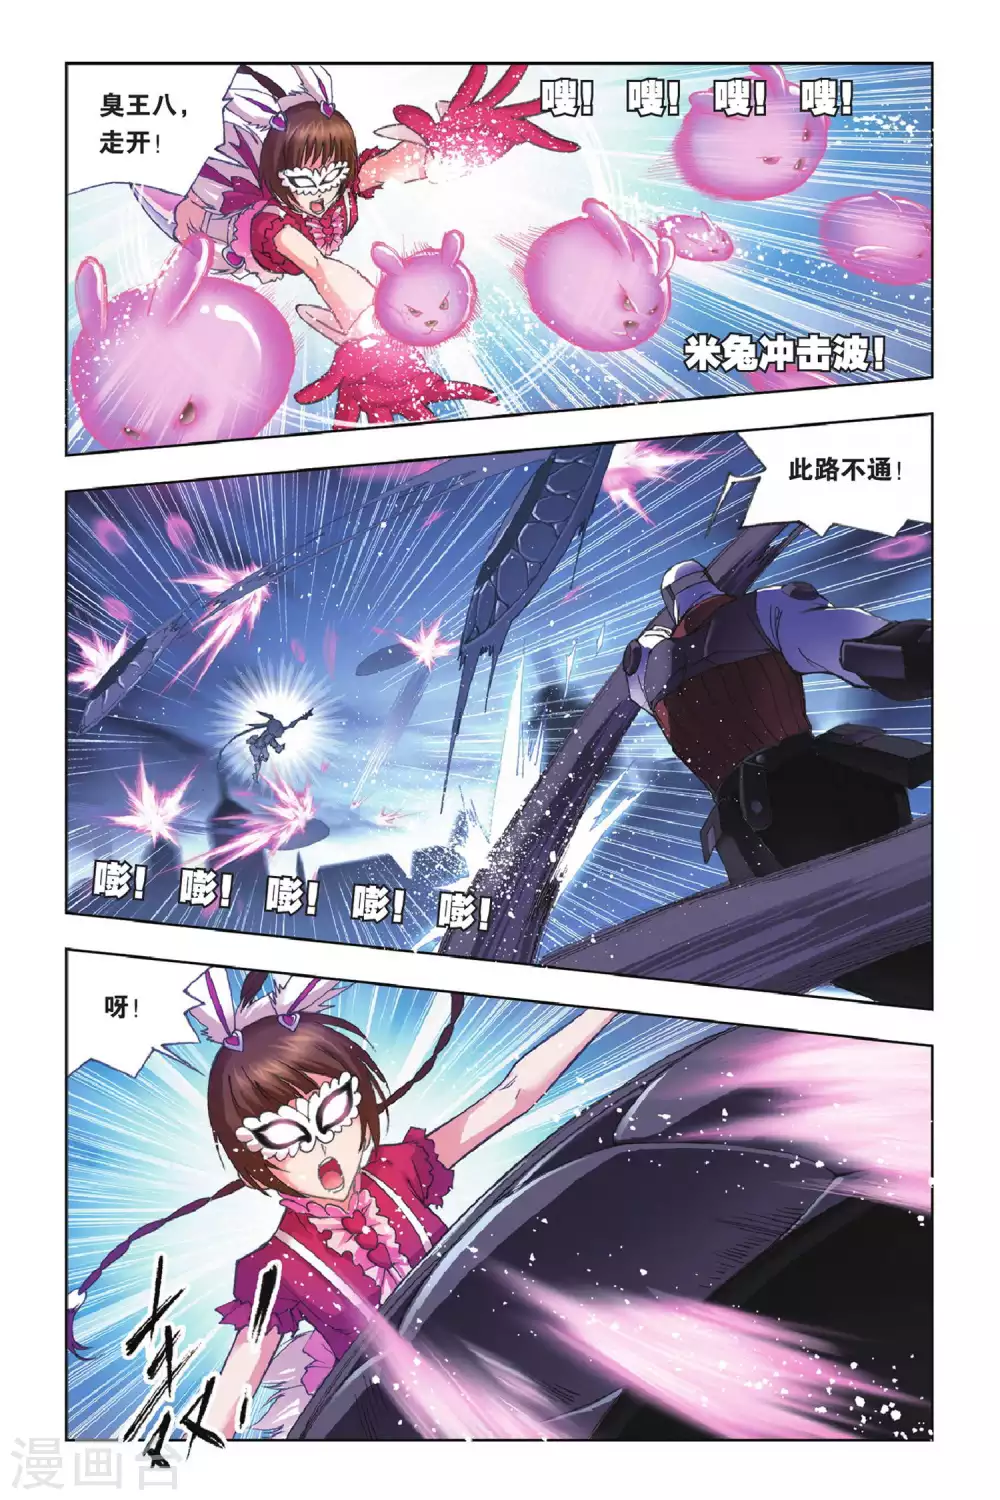 臭王八，
走开！
嗖！ 嗖！ 嗖！ 嗖！
米兔冲击波！
此路不通！
嘭！ 嘭！ 嘭！ 嘭！ 嘭！
呀！
漫画台